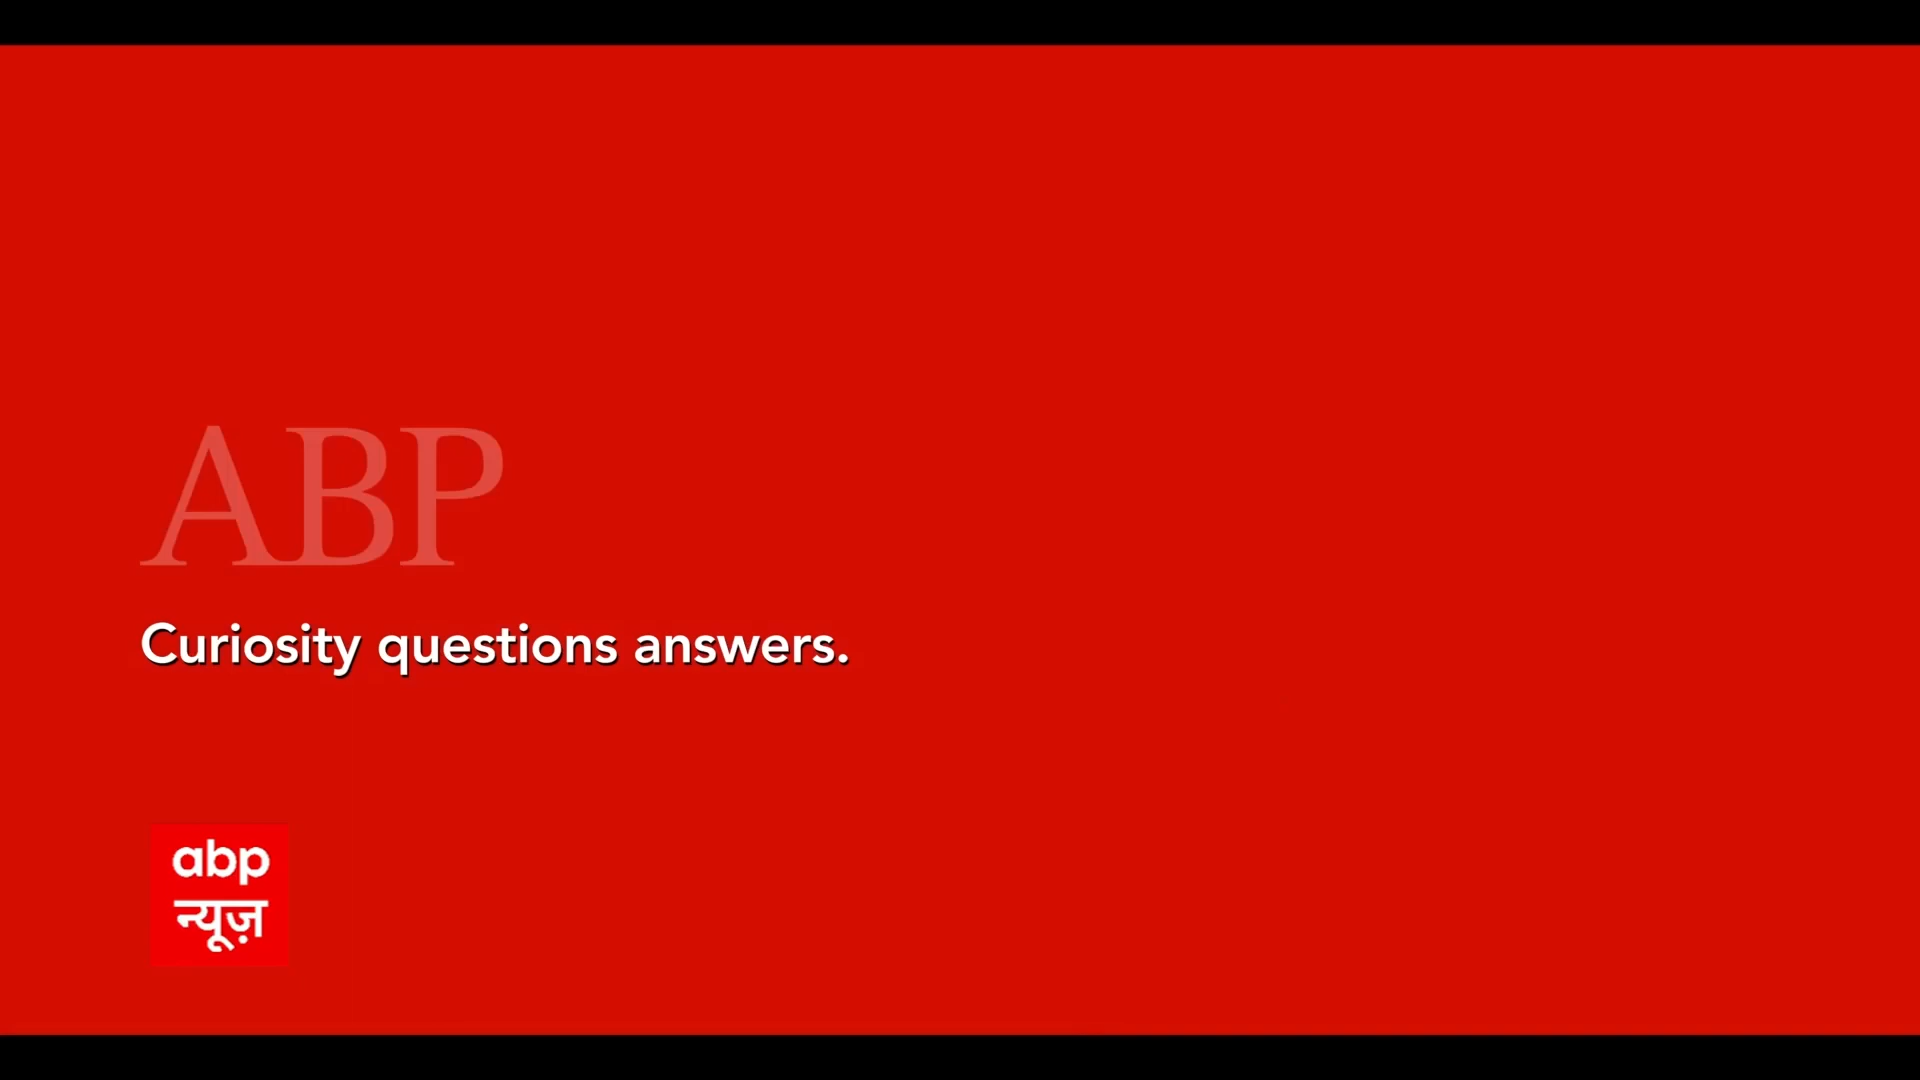 ABP
Curiosity questions answers.
abp
न्यूज़